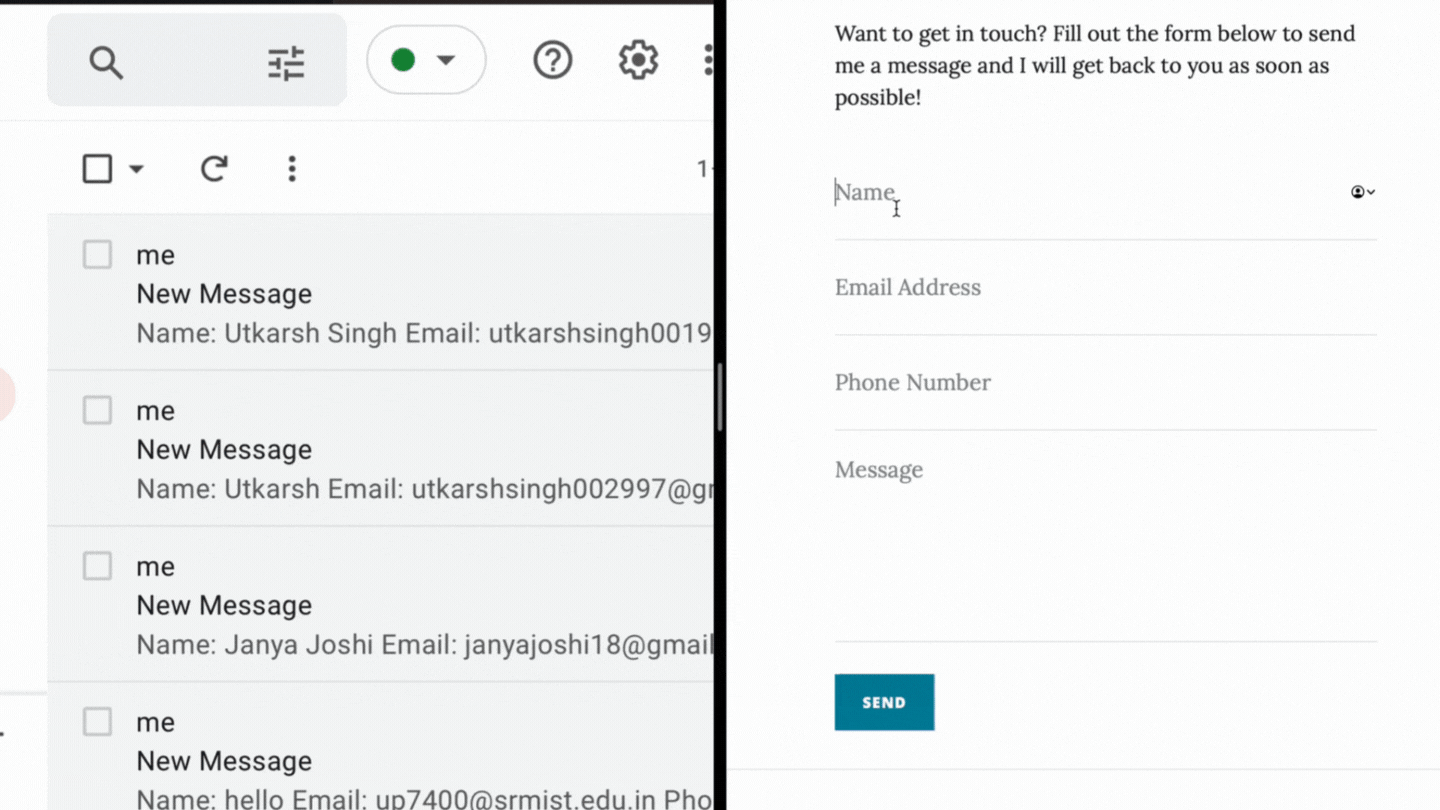 1
me
New Message
Name: Utkarsh Singh Email: utkarshsingh0019
me
New Message
Name: Utkarsh Email: utkarshsingh002997@gr
me
New Message
Name: Janya Joshi Email: janyajoshi18@gmail
me
New Message
Name: hello Email: up7400@srmist.edu.in Pho
Want to get in touch? Fill out the form below to send
me a message and I will get back to you as soon as
possible!
Name
Email Address
Phone Number
Message
SEND